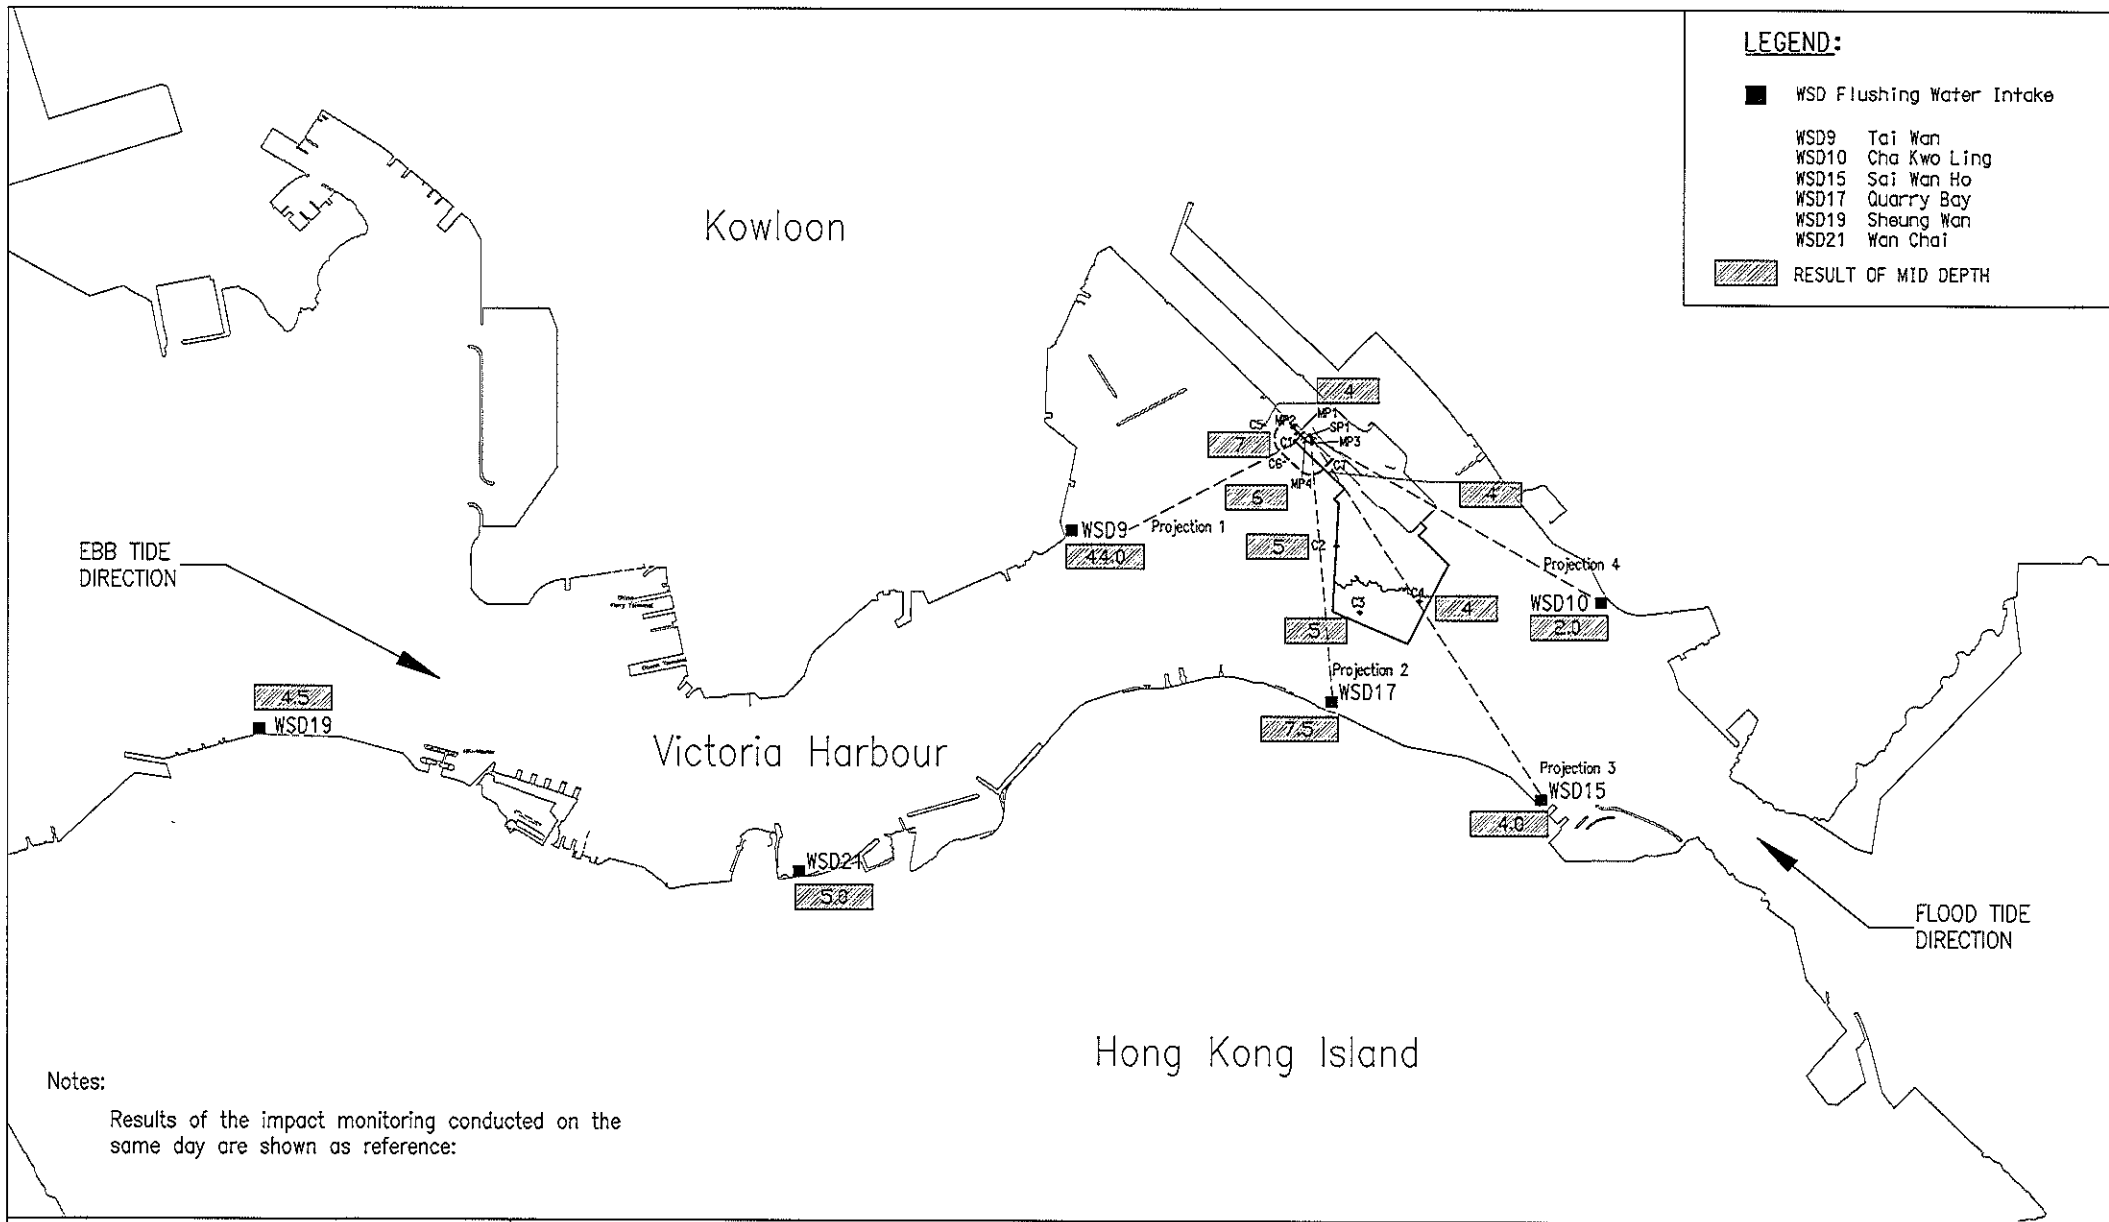 LEGEND:
WSD Flushing Water Intake
WSD9 Tai Wan
WSD10 Cha Kwo Ling
WSD15 Sai Wan Ho
WSD17 Quarry Bay
WSD19 Sheung Wan
WSD21 Wan Chai
RESULT OF MID DEPTH
Kowloon
4
MP1
MP2
C5
SP1
7
C1
MP3
C6
C7
MP4
6
4
WSD9
Projection 1
44.0
5
C2
EBB TIDE
DIRECTION
Projection 4
WSD10
2.0
C4
4
C3
5
Projection 2
WSD17
7.5
4.5
WSD19
Victoria Harbour
Projection 3
WSD15
4.0
WSD21
5.0
FLOOD TIDE
DIRECTION
Hong Kong Island
Notes:
Results of the impact monitoring conducted on the
same day are shown as reference: